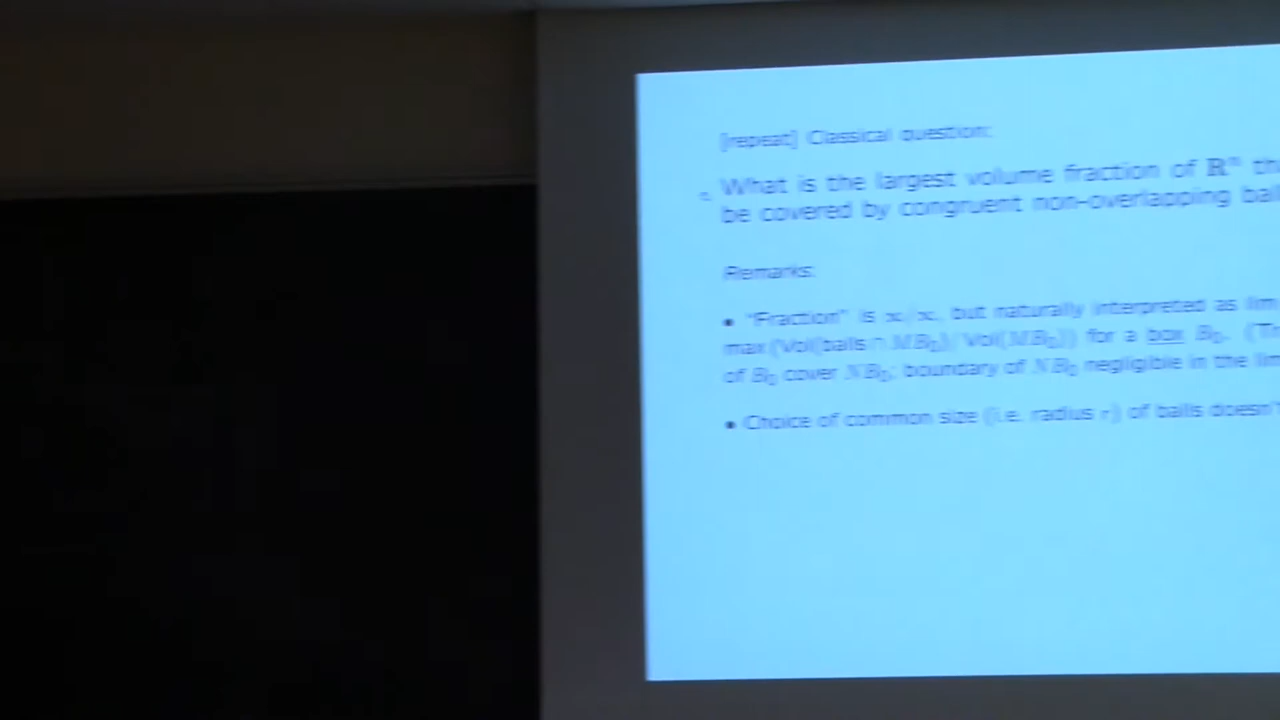 [repeat] Classical question:
What is the largest volume fraction of Rⁿ
be covered by congruent non-overlapping
Remarks:
• "Fraction" is ∞/∞, but naturally interpreted as lim
max (Vol(balls ∩ MB₀)/Vol(MB₀)) for a box B₀.
of B₀ cover NB₀; boundary of NB₀ negligible in the
• Choice of common size (i.e. radius r) of balls doesn't